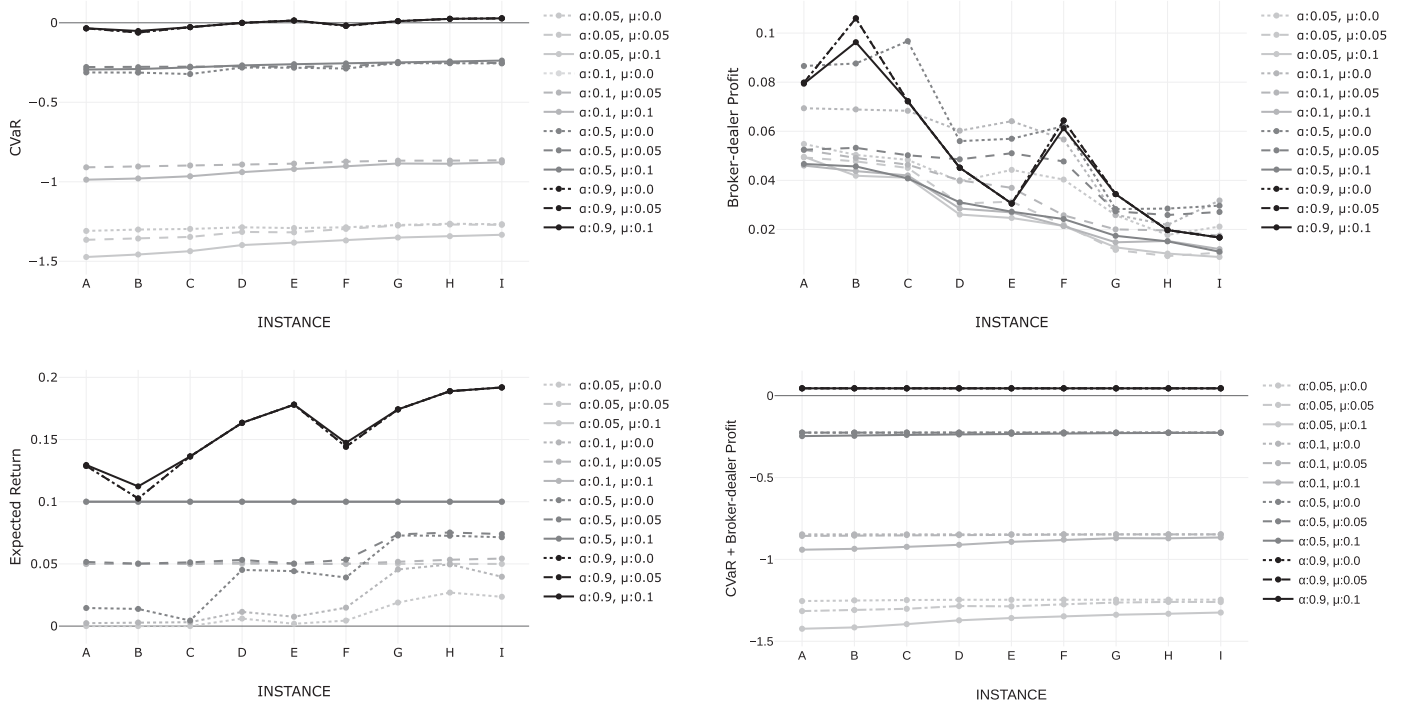 CVaR
0
−0.5
−1
−1.5
A B C D E F G H I
INSTANCE
α:0.05, μ:0.0
α:0.05, μ:0.05
α:0.05, μ:0.1
α:0.1, μ:0.0
α:0.1, μ:0.05
α:0.1, μ:0.1
α:0.5, μ:0.0
α:0.5, μ:0.05
α:0.5, μ:0.1
α:0.9, μ:0.0
α:0.9, μ:0.05
α:0.9, μ:0.1
Broker-dealer Profit
0.1
0.08
0.06
0.04
0.02
A B C D E F G H I
INSTANCE
α:0.05, μ:0.0
α:0.05, μ:0.05
α:0.05, μ:0.1
α:0.1, μ:0.0
α:0.1, μ:0.05
α:0.1, μ:0.1
α:0.5, μ:0.0
α:0.5, μ:0.05
α:0.5, μ:0.1
α:0.9, μ:0.0
α:0.9, μ:0.05
α:0.9, μ:0.1
Expected Return
0.2
0.15
0.1
0.05
0
A B C D E F G H I
INSTANCE
α:0.05, μ:0.0
α:0.05, μ:0.05
α:0.05, μ:0.1
α:0.1, μ:0.0
α:0.1, μ:0.05
α:0.1, μ:0.1
α:0.5, μ:0.0
α:0.5, μ:0.05
α:0.5, μ:0.1
α:0.9, μ:0.0
α:0.9, μ:0.05
α:0.9, μ:0.1
CVaR + Broker-dealer Profit
0
−0.5
−1
−1.5
A B C D E F G H I
INSTANCE
α:0.05, μ:0.0
α:0.05, μ:0.05
α:0.05, μ:0.1
α:0.1, μ:0.0
α:0.1, μ:0.05
α:0.1, μ:0.1
α:0.5, μ:0.0
α:0.5, μ:0.05
α:0.5, μ:0.1
α:0.9, μ:0.0
α:0.9, μ:0.05
α:0.9, μ:0.1